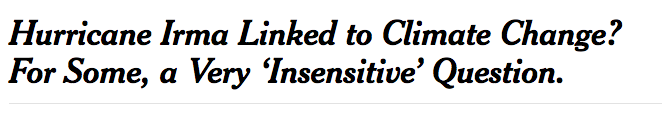 Hurricane Irma Linked to Climate Change?
For Some, a Very ‘Insensitive’ Question.